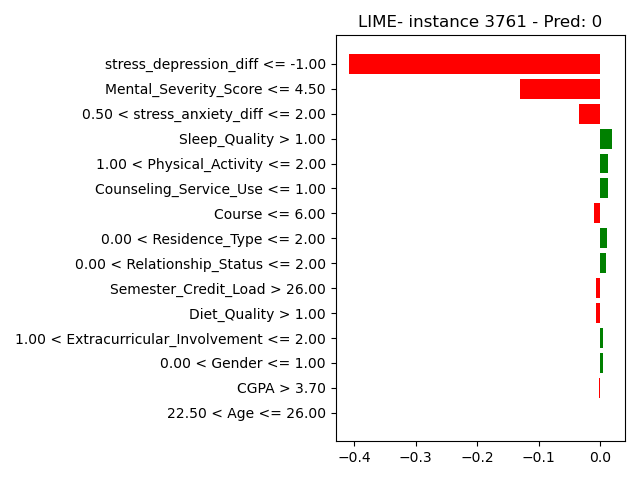 LIME- instance 3761 - Pred: 0
stress_depression_diff <= -1.00
Mental_Severity_Score <= 4.50
0.50 < stress_anxiety_diff <= 2.00
Sleep_Quality > 1.00
1.00 < Physical_Activity <= 2.00
Counseling_Service_Use <= 1.00
Course <= 6.00
0.00 < Residence_Type <= 2.00
0.00 < Relationship_Status <= 2.00
Semester_Credit_Load > 26.00
Diet_Quality > 1.00
1.00 < Extracurricular_Involvement <= 2.00
0.00 < Gender <= 1.00
CGPA > 3.70
22.50 < Age <= 26.00
−0.4 −0.3 −0.2 −0.1 0.0